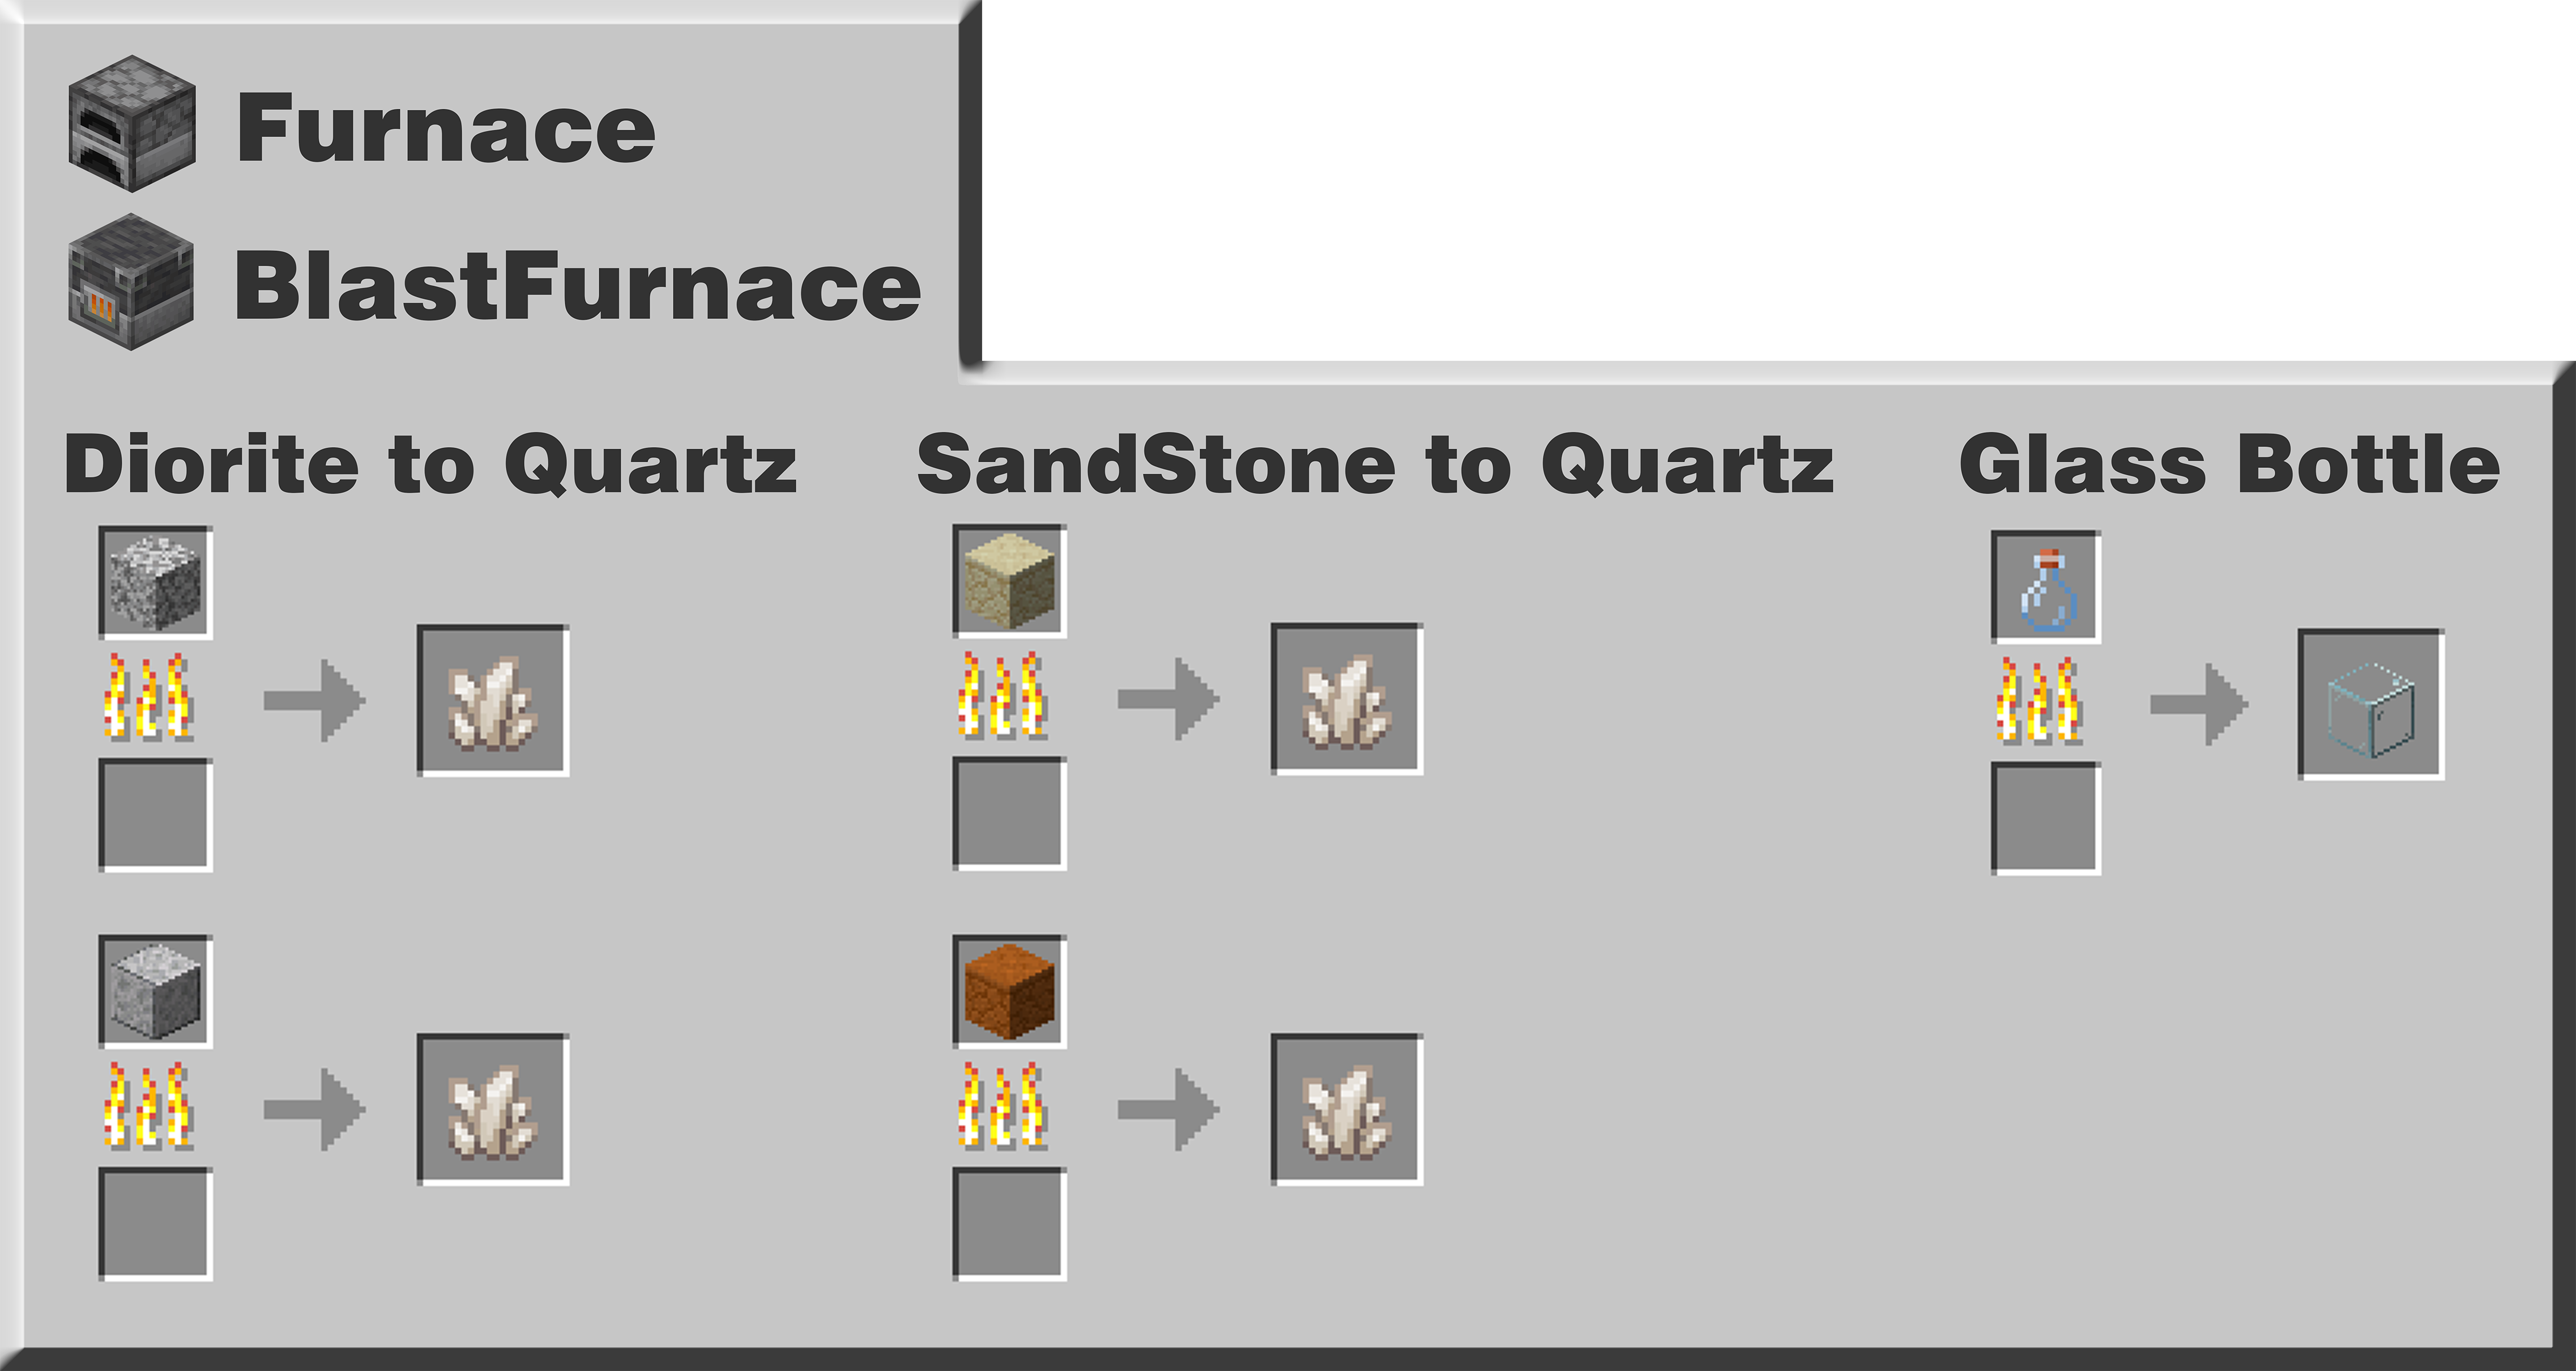 Furnace
BlastFurnace
Diorite to Quartz
SandStone to Quartz
Glass Bottle